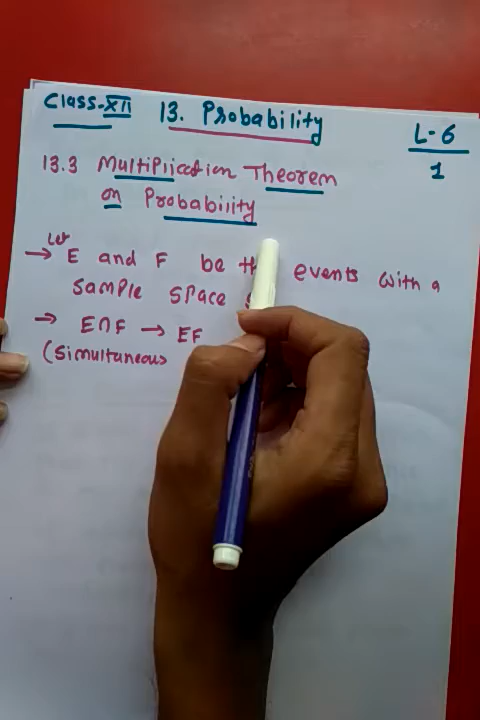 Class-XII 13. Probability L-6
1
13.3 Multiplication Theorem
on Probability
→ Let E and F be events with a
sample space
→ E∩F → EF
(simultaneous